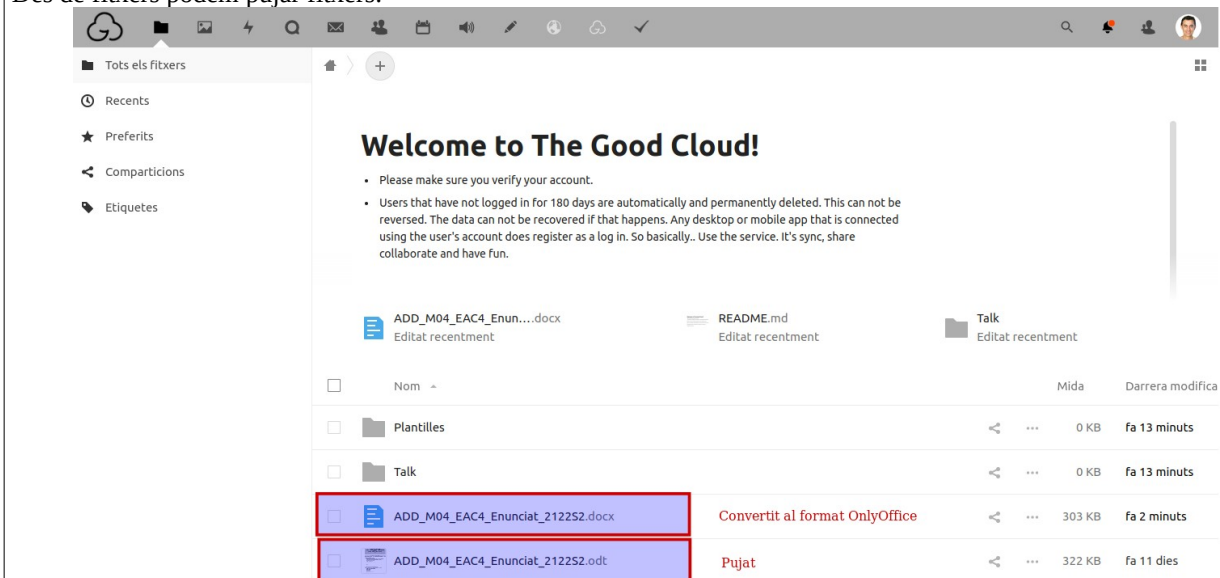 Des de fitxers podem pujar fitxers.
Tots els fitxers
Recents
Preferits
Comparticions
Etiquetes
Welcome to The Good Cloud!
• Please make sure you verify your account.
• Users that have not logged in for 180 days are automatically and permanently deleted. This can not be
reversed. The data can not be recovered if that happens. Any desktop or mobile app that is connected
using the user's account does register as a log in. So basically.. Use the service. It's sync, share
collaborate and have fun.
ADD_M04_EAC4_Enun....docx
Editat recentment
README.md
Editat recentment
Talk
Editat recentment
Nom Mida Darrera modifica
Plantilles 0 KB fa 13 minuts
Talk 0 KB fa 13 minuts
ADD_M04_EAC4_Enunciat_2122S2.docx Convertit al format OnlyOffice 303 KB fa 2 minuts
ADD_M04_EAC4_Enunciat_2122S2.odt Pujat 322 KB fa 11 dies